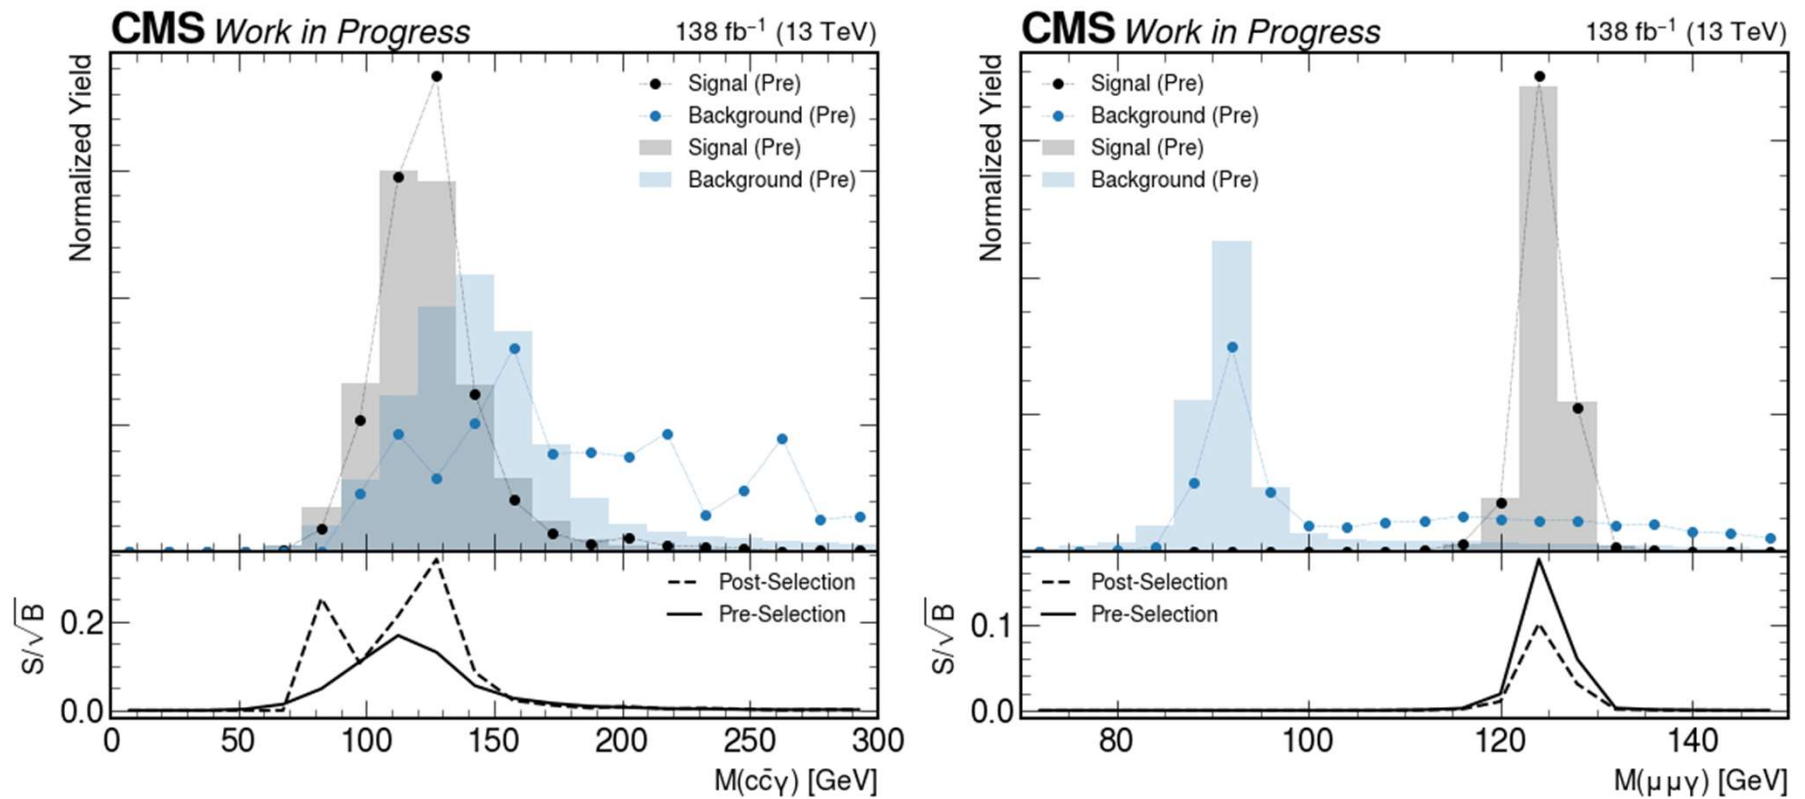 CMS Work in Progress 138 fb⁻¹ (13 TeV)
Normalized Yield
Signal (Pre)
Background (Pre)
Signal (Pre)
Background (Pre)
S/√B
0.2
0.0
Post-Selection
Pre-Selection
0 50 100 150 200 250 300
M(cc̄γ) [GeV]
CMS Work in Progress 138 fb⁻¹ (13 TeV)
Normalized Yield
Signal (Pre)
Background (Pre)
Signal (Pre)
Background (Pre)
S/√B
0.1
0.0
Post-Selection
Pre-Selection
80 100 120 140
M(μμγ) [GeV]